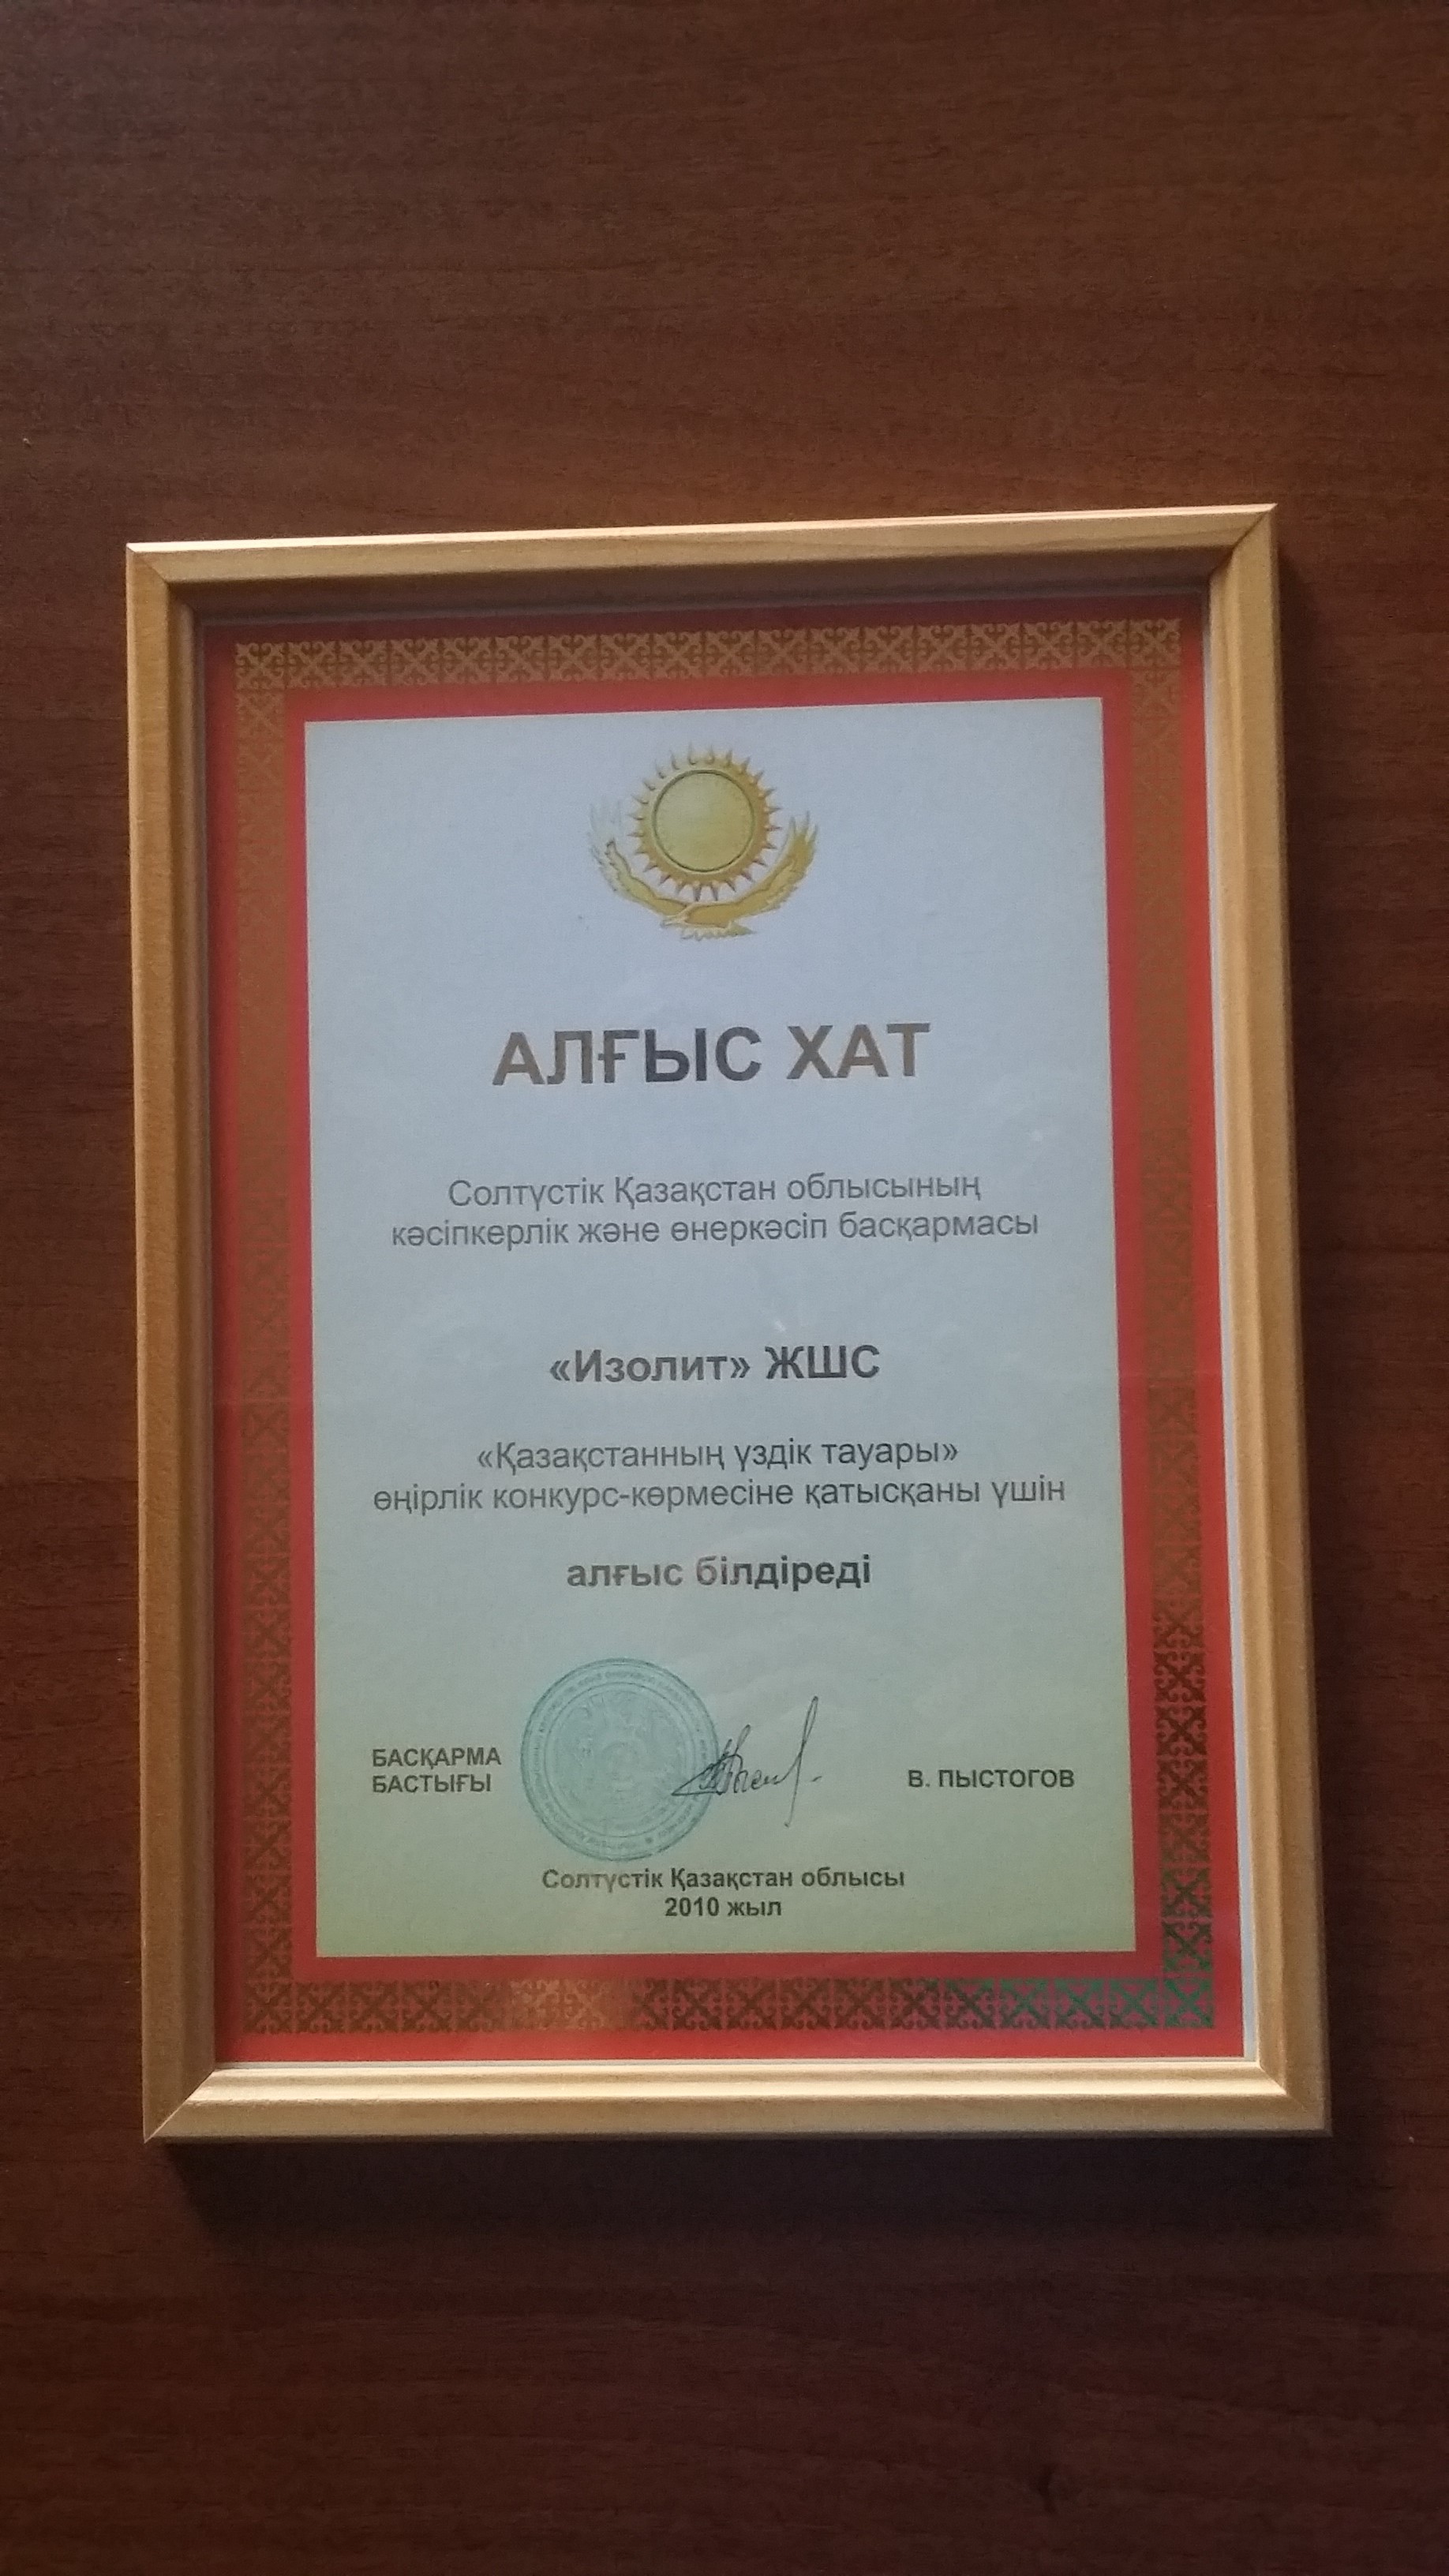 АЛҒЫС ХАТ
Солтүстік Қазақстан облысының
кәсіпкерлік және өнеркәсіп басқармасы
«Изолит» ЖШС
«Қазақстанның үздік тауары»
өңірлік конкурс-көрмесіне қатысқаны үшін
алғыс білдіреді
БАСҚАРМА
БАСТЫҒЫ
В. ПЫСТОГОВ
Солтүстік Қазақстан облысы
2010 жыл